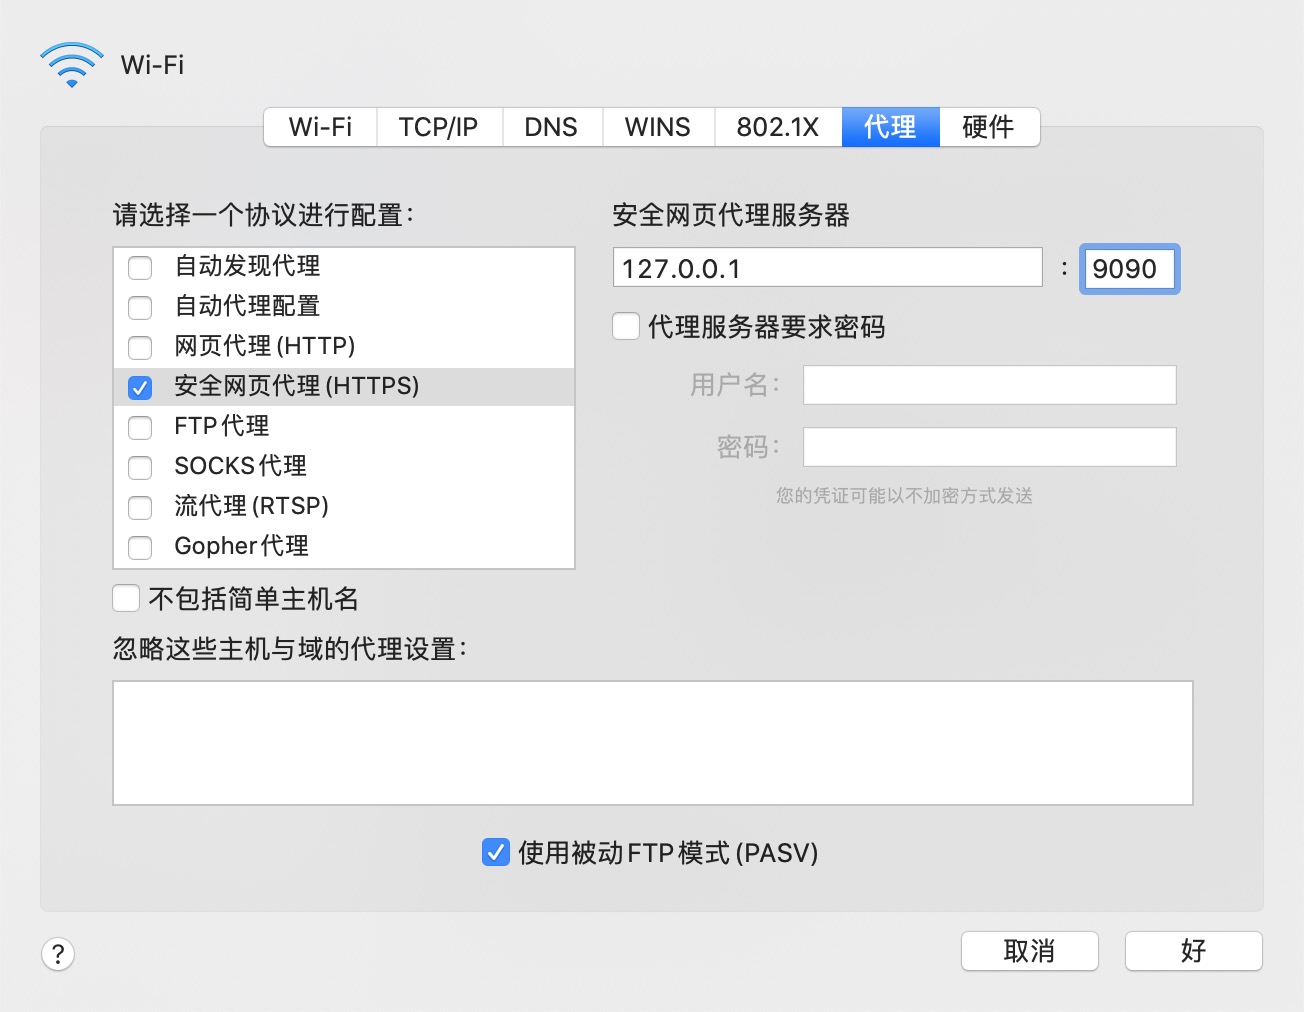 Wi-Fi
Wi-Fi TCP/IP DNS WINS 802.1X 代理 硬件
请选择一个协议进行配置：
自动发现代理
自动代理配置
网页代理(HTTP)
安全网页代理(HTTPS)
FTP代理
SOCKS代理
流代理(RTSP)
Gopher代理
不包括简单主机名
安全网页代理服务器
127.0.0.1 : 9090
代理服务器要求密码
用户名：
密码：
您的凭证可能以不加密方式发送
忽略这些主机与域的代理设置：
使用被动FTP模式(PASV)
? 取消 好